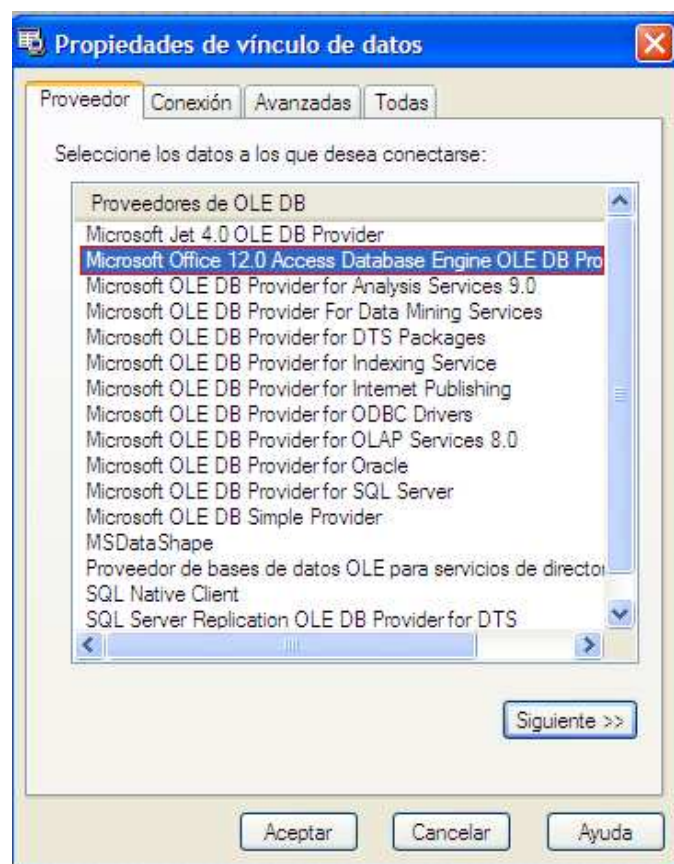 Propiedades de vínculo de datos
Proveedor Conexión Avanzadas Todas
Seleccione los datos a los que desea conectarse:
Proveedores de OLE DB
Microsoft Jet 4.0 OLE DB Provider
Microsoft Office 12.0 Access Database Engine OLE DB Pro
Microsoft OLE DB Provider for Analysis Services 9.0
Microsoft OLE DB Provider For Data Mining Services
Microsoft OLE DB Provider for DTS Packages
Microsoft OLE DB Provider for Indexing Service
Microsoft OLE DB Provider for Internet Publishing
Microsoft OLE DB Provider for ODBC Drivers
Microsoft OLE DB Provider for OLAP Services 8.0
Microsoft OLE DB Provider for Oracle
Microsoft OLE DB Provider for SQL Server
Microsoft OLE DB Simple Provider
MSDataShape
Proveedor de bases de datos OLE para servicios de director
SQL Native Client
SQL Server Replication OLE DB Provider for DTS
Siguiente >>
Aceptar Cancelar Ayuda